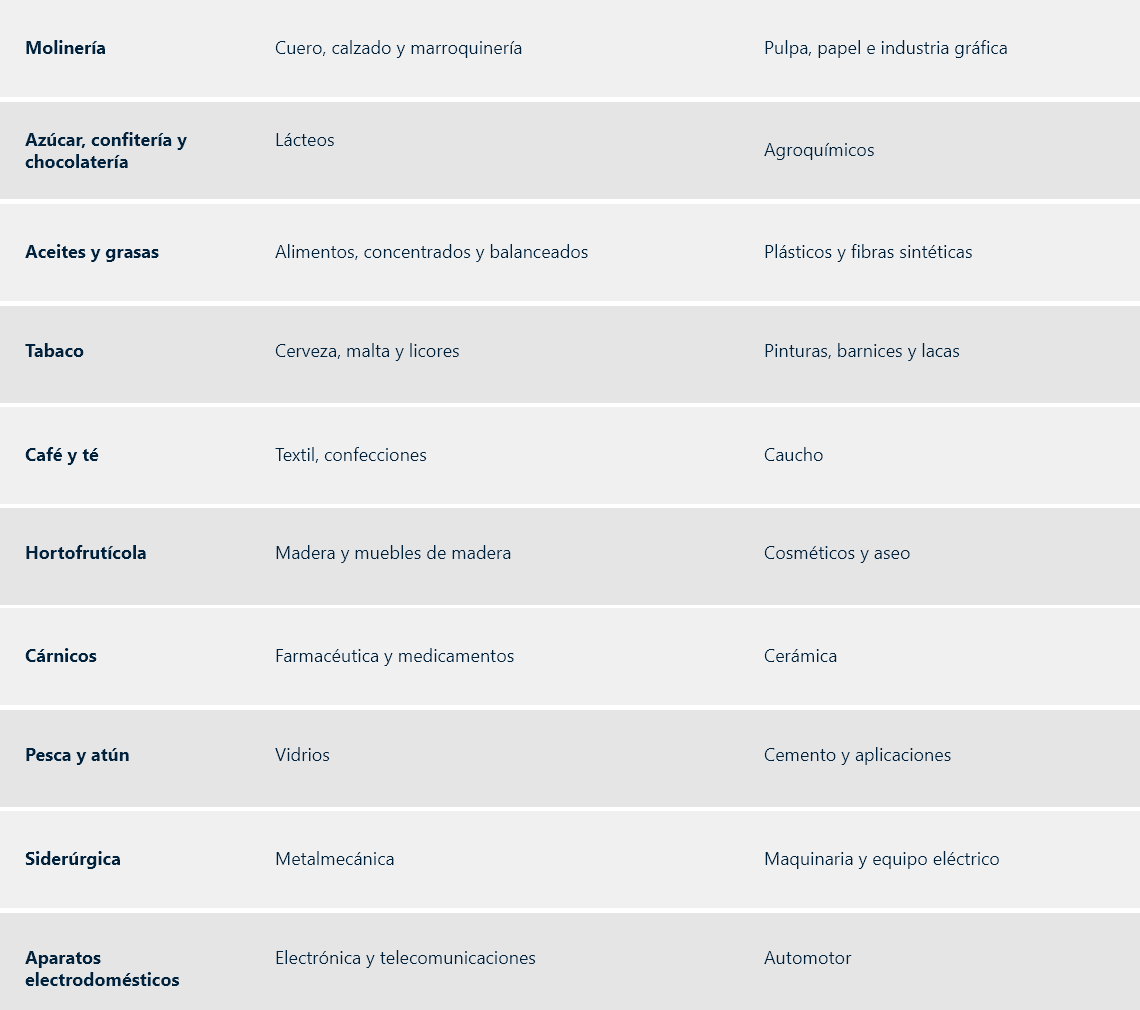 Molinería
Cuero, calzado y marroquinería
Pulpa, papel e industria gráfica
Azúcar, confitería y
chocolatería
Lácteos
Agroquímicos
Aceites y grasas
Alimentos, concentrados y balanceados
Plásticos y fibras sintéticas
Tabaco
Cerveza, malta y licores
Pinturas, barnices y lacas
Café y té
Textil, confecciones
Caucho
Hortofrutícola
Madera y muebles de madera
Cosméticos y aseo
Cárnicos
Farmacéutica y medicamentos
Cerámica
Pesca y atún
Vidrios
Cemento y aplicaciones
Siderúrgica
Metalmecánica
Maquinaria y equipo eléctrico
Aparatos
electrodomésticos
Electrónica y telecomunicaciones
Automotor